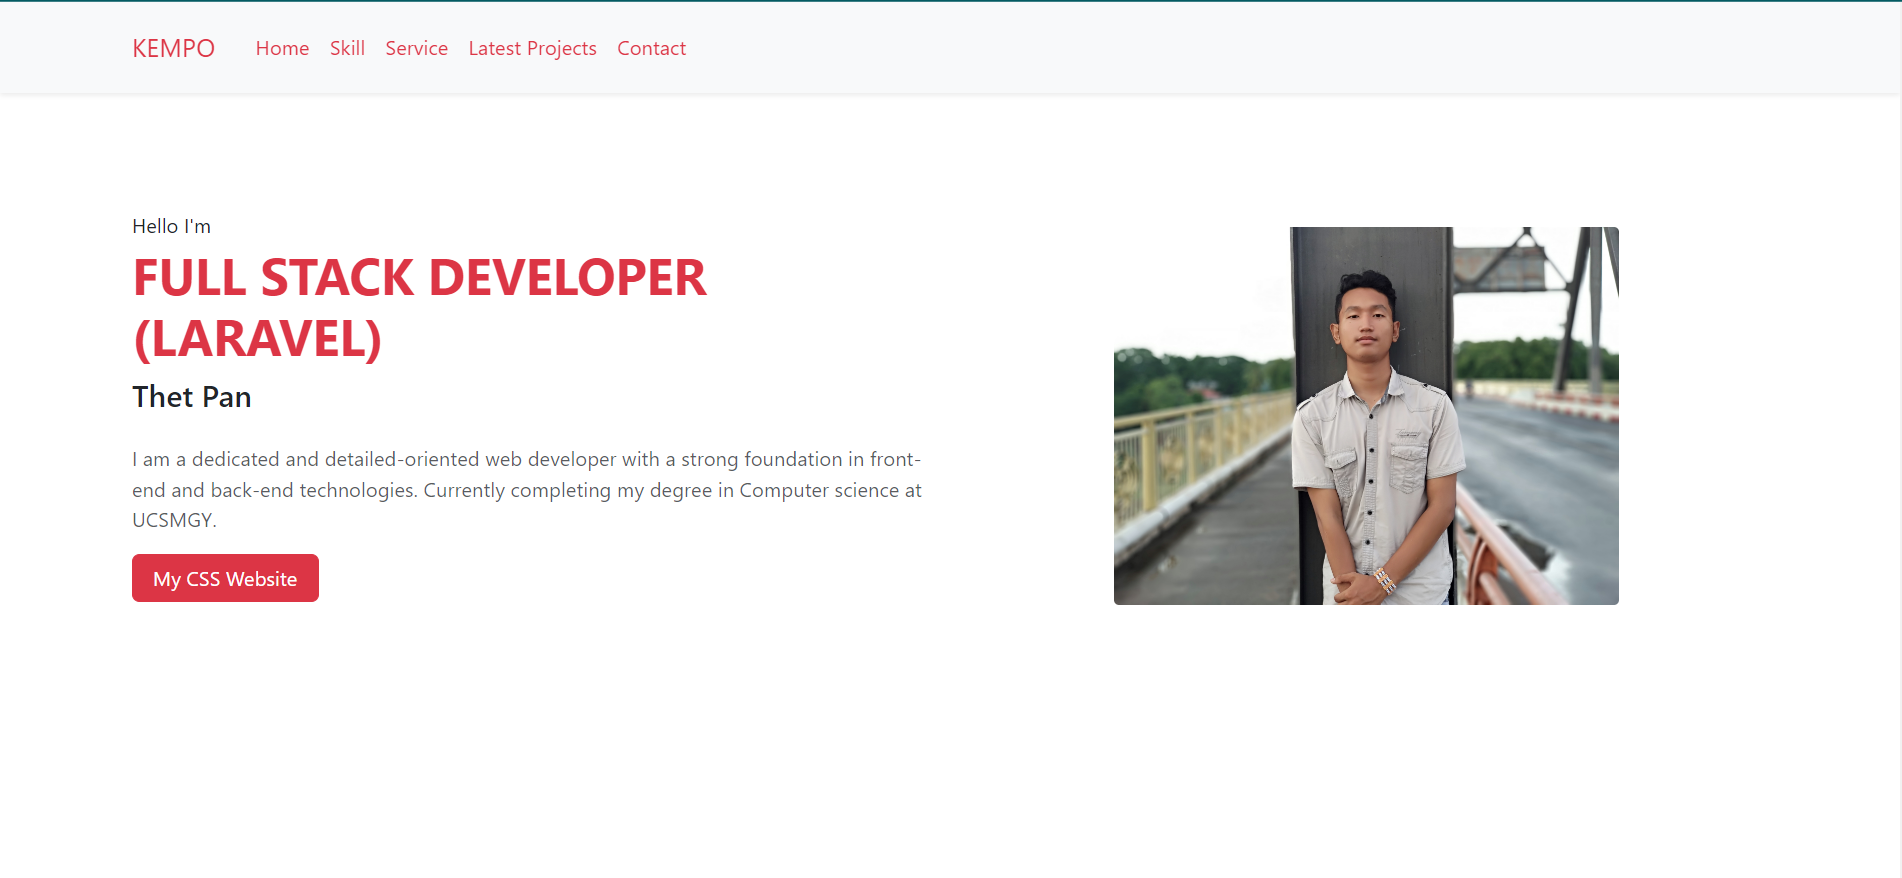 KEMPO Home Skill Service Latest Projects Contact
Hello I'm
FULL STACK DEVELOPER
(LARAVEL)
Thet Pan
I am a dedicated and detailed-oriented web developer with a strong foundation in front-
end and back-end technologies. Currently completing my degree in Computer science at
UCSMGY.
My CSS Website